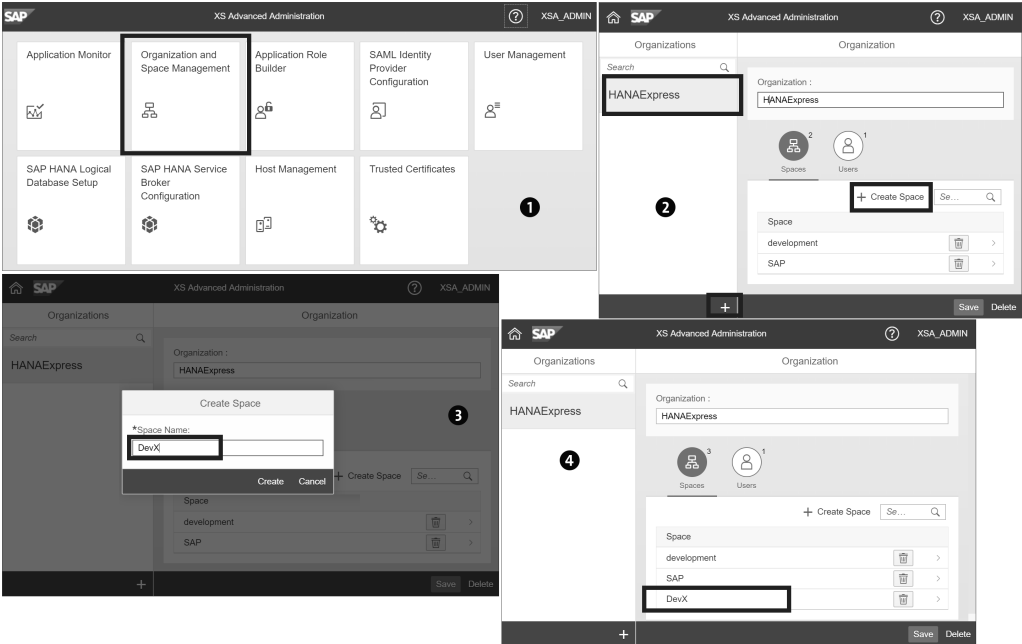 SAP XS Advanced Administration ? XSA_ADMIN
Application Monitor
Organization and
Space Management
Application Role
Builder
SAML Identity
Provider
Configuration
User Management
SAP HANA Logical
Database Setup
SAP HANA Service
Broker
Configuration
Host Management
Trusted Certificates
1
SAP XS Advanced Administration ? XSA_ADMIN
Organizations
Organization
Search
HANAExpress
Organization :
HANAExpress
2
1
Spaces
Users
+ Create Space
Se...
Space
development
SAP
2
+
Save Delete
SAP XS Advanced Administration ? XSA_ADMIN
Organizations
Organization
Search
HANAExpress
Organization :
HANAExpress
Create Space
*Space Name:
DevX
Create Cancel
3
+ Create Space
Se...
Space
development
SAP
+
Save Delete
SAP XS Advanced Administration ? XSA_ADMIN
Organizations
Organization
Search
HANAExpress
Organization :
HANAExpress
4
3
1
Spaces
Users
+ Create Space
Se...
Space
development
SAP
DevX
+
Save Delete